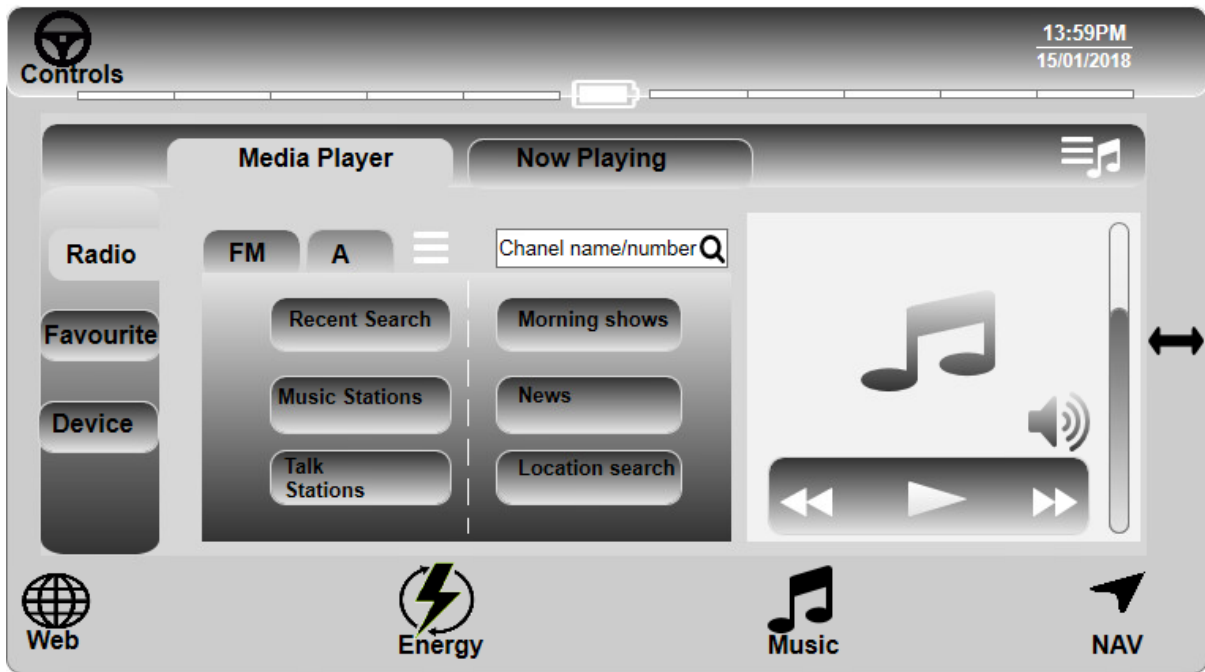 13:59PM
15/01/2018
Controls
Media Player
Now Playing
Radio
Favourite
Device
FM
A
Chanel name/number
Recent Search
Morning shows
Music Stations
News
Talk
Stations
Location search
Web
Energy
Music
NAV